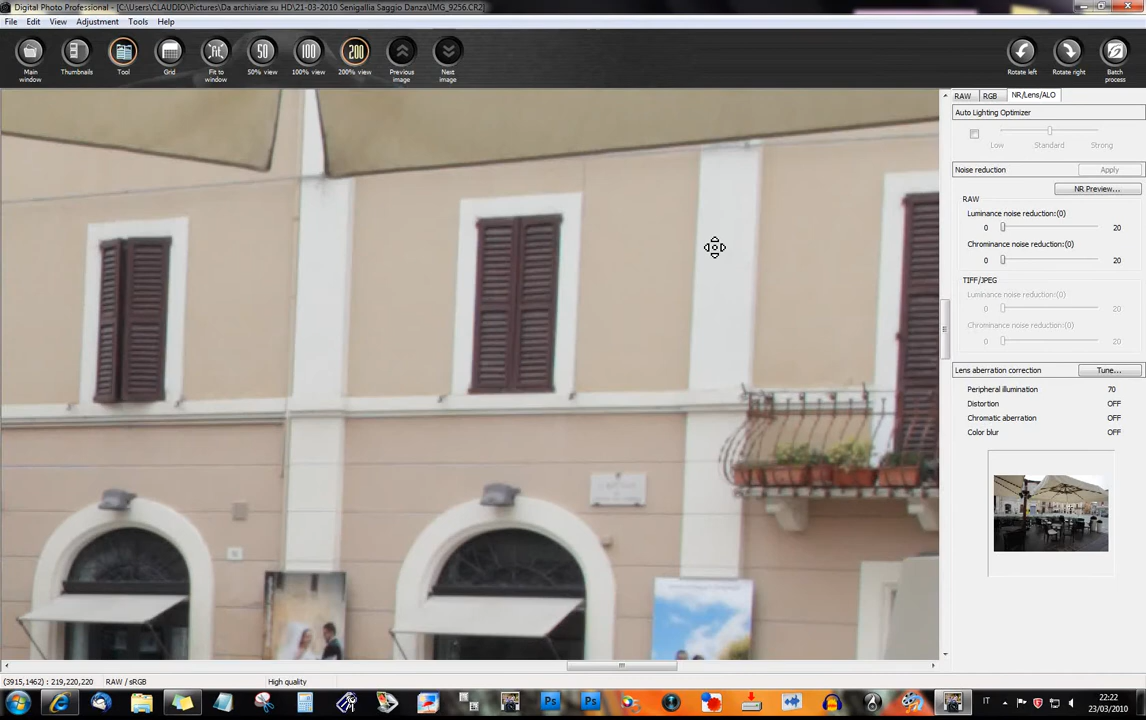 Digital Photo Professional - [C:\Users\CLAUDIO\Pictures\Da archiviare su HD\21-03-2010 Senigallia Saggio Danza\IMG_9256.CR2]
File Edit View Adjustment Tools Help
50 100 fit 200
Main window
Thumbnails
Tool
Grid
Fit to window
50% view
100% view
200% view
Previous image
Next image
Rotate left
Rotate right
Batch process
RAW RGB NR/Lens/ALO
Auto Lighting Optimizer
Low Standard Strong
Noise reduction Apply
NR Preview...
RAW
Luminance noise reduction:(0)
0 20
Chrominance noise reduction:(0)
0 20
TIFF/JPEG
Luminance noise reduction:(0)
0 20
Chrominance noise reduction:(0)
0 20
Lens aberration correction Tune...
Peripheral illumination 70
Distortion OFF
Chromatic aberration OFF
Color blur OFF
(3915,1462) : 219,220,220 RAW / sRGB High quality
Ps Ps IT 22:22
23/03/2010